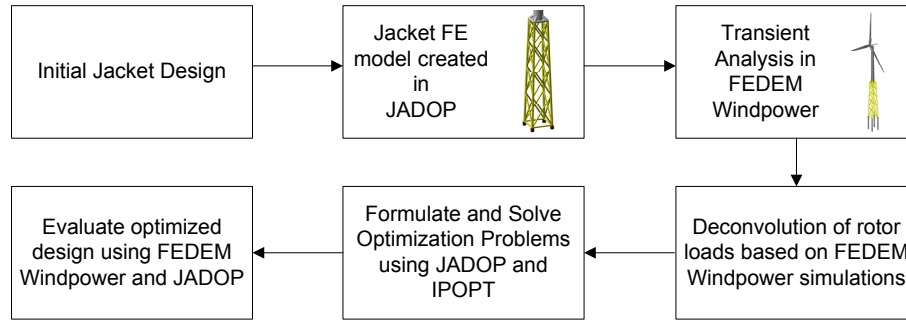 Initial Jacket Design
Jacket FE
model created
in
JADOP
Transient
Analysis in
FEDEM
Windpower
Deconvolution of rotor
loads based on FEDEM
Windpower simulations
Formulate and Solve
Optimization Problems
using JADOP and
IPOPT
Evaluate optimized
design using FEDEM
Windpower and JADOP